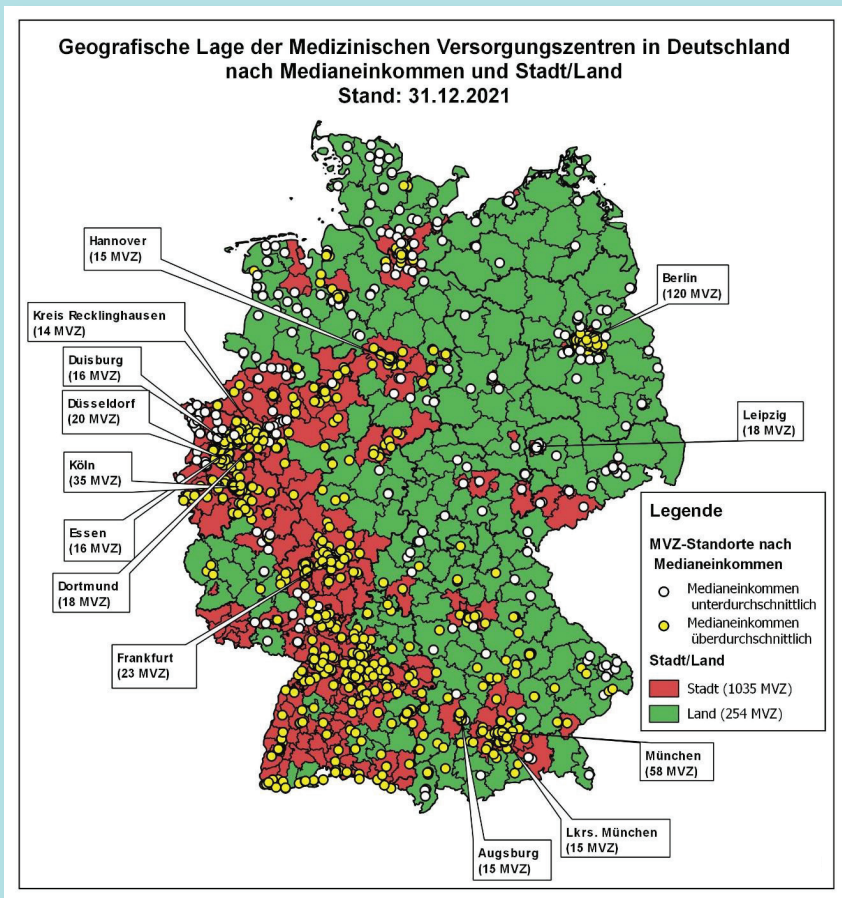 Geografische Lage der Medizinischen Versorgungszentren in Deutschland
nach Medianeinkommen und Stadt/Land
Stand: 31.12.2021
Hannover
(15 MVZ)
Kreis Recklinghausen
(14 MVZ)
Duisburg
(16 MVZ)
Düsseldorf
(20 MVZ)
Köln
(35 MVZ)
Essen
(16 MVZ)
Dortmund
(18 MVZ)
Frankfurt
(23 MVZ)
Berlin
(120 MVZ)
Leipzig
(18 MVZ)
Legende
MVZ-Standorte nach
Medianeinkommen
Medianeinkommen
unterdurchschnittlich
Medianeinkommen
überdurchschnittlich
Stadt/Land
Stadt (1035 MVZ)
Land (254 MVZ)
München
(58 MVZ)
Lkrs. München
(15 MVZ)
Augsburg
(15 MVZ)